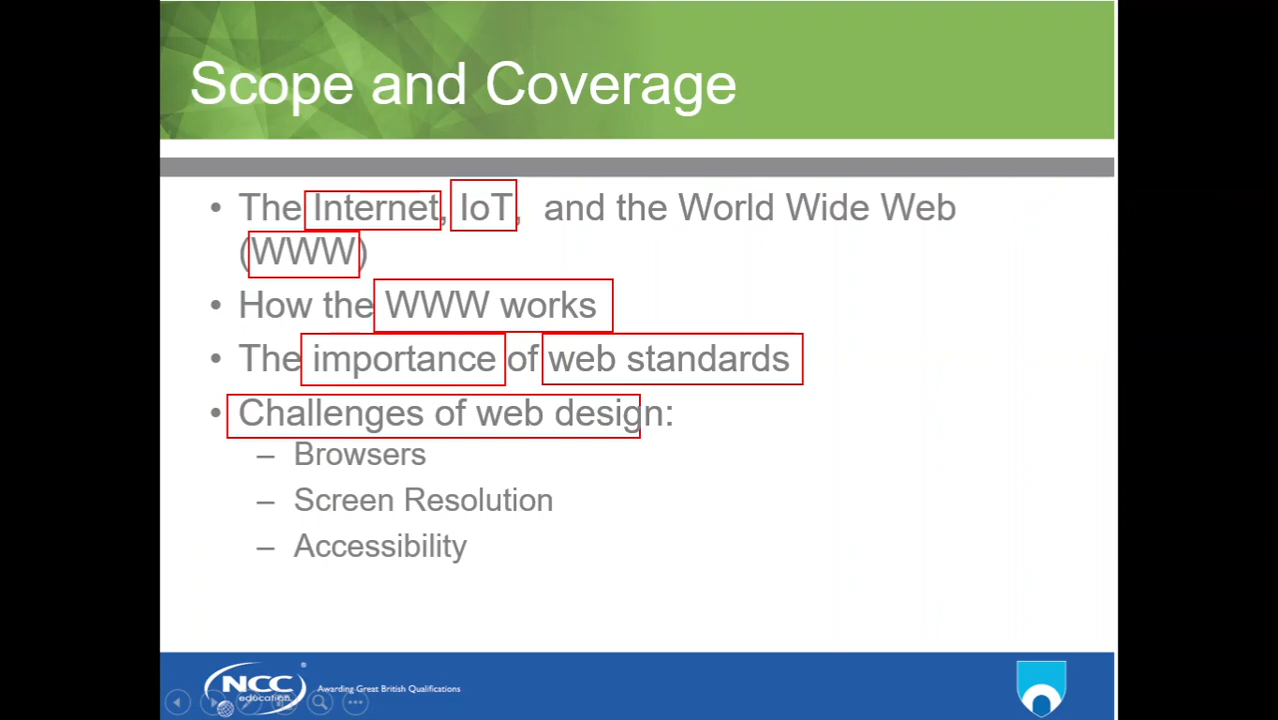 Scope and Coverage
• The Internet, IoT, and the World Wide Web
(WWW)
• How the WWW works
• The importance of web standards
• Challenges of web design:
– Browsers
– Screen Resolution
– Accessibility
NCC
education
Awarding Great British Qualifications